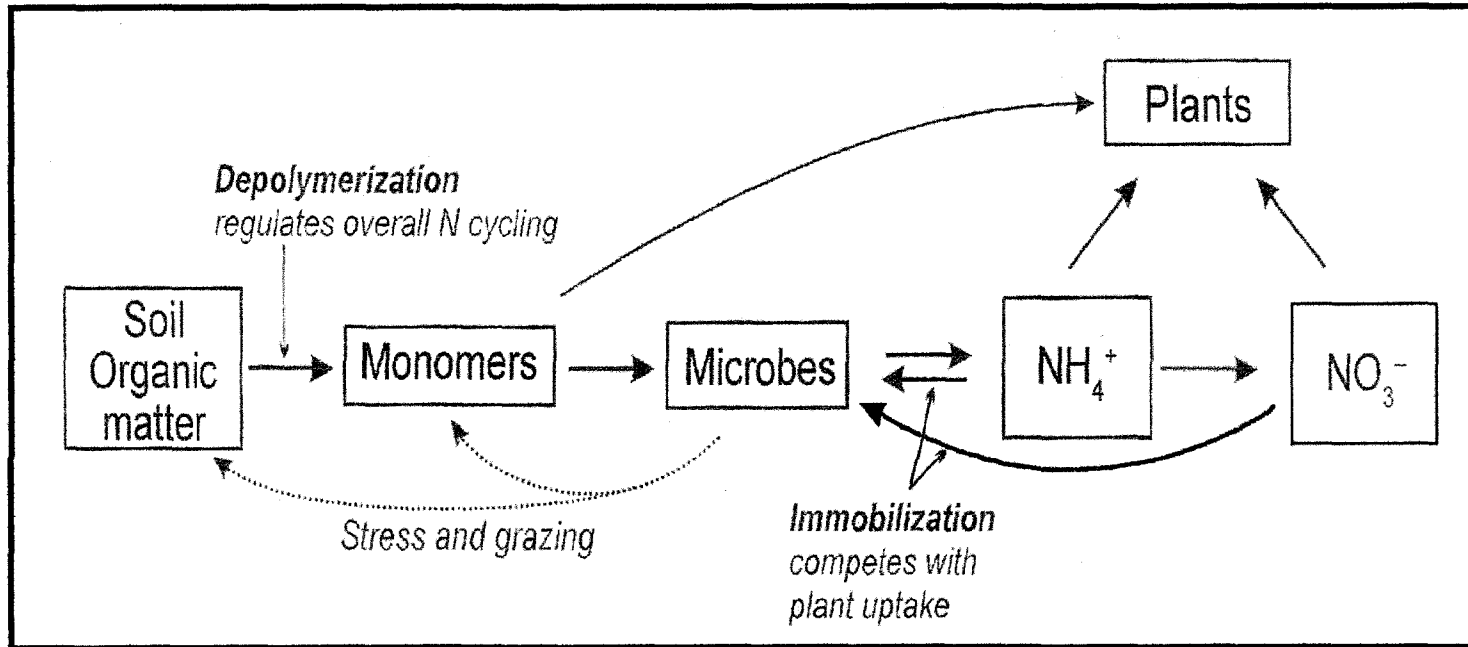 Plants
Depolymerization
regulates overall N cycling
Soil
Organic
matter
Monomers
Microbes
NH₄⁺
NO₃⁻
Stress and grazing
Immobilization
competes with
plant uptake